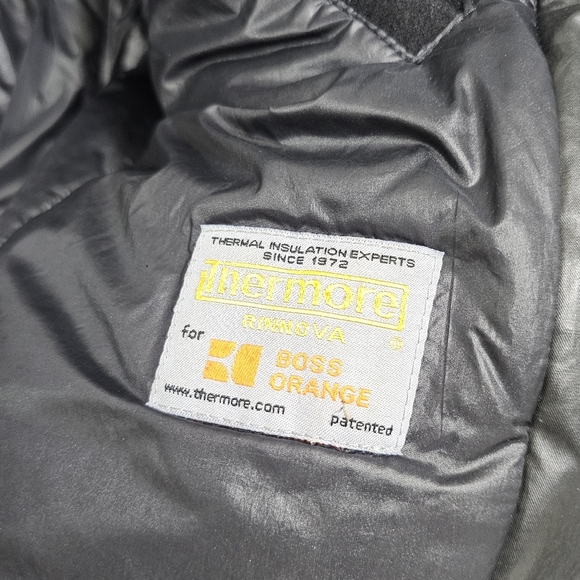 THERMAL INSULATION EXPERTS
SINCE 1972
Thermore
RINNOVA ®
for
BOSS
ORANGE
www.thermore.com
patented